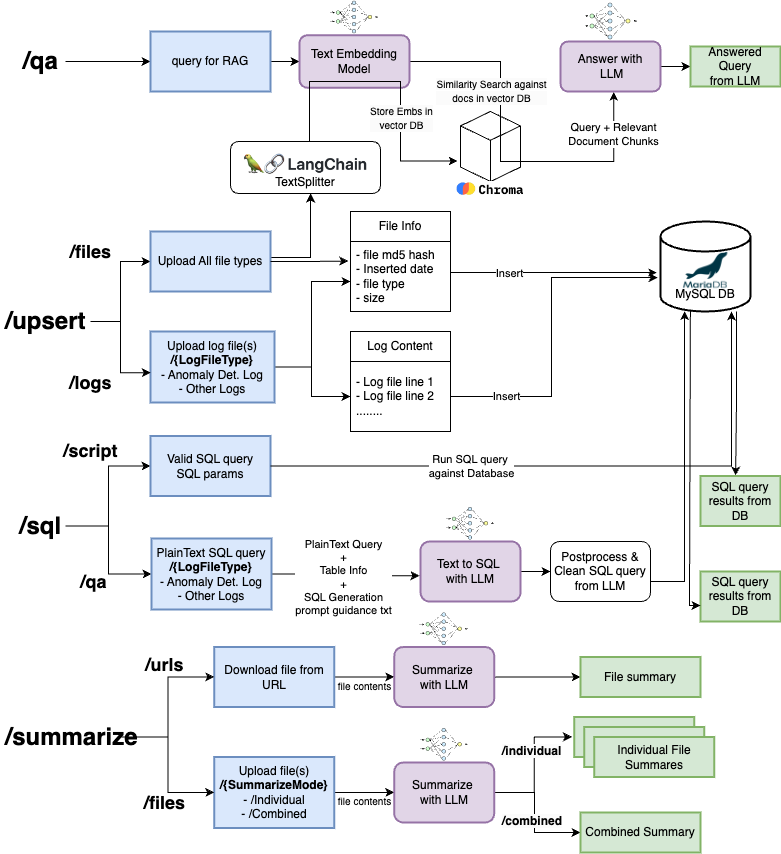 /qa
query for RAG
Text Embedding
Model
Similarity Search against
docs in vector DB
Answer with
LLM
Answered
Query
from LLM
Store Embs in
vector DB
Query + Relevant
Document Chunks
LangChain
TextSplitter
Chroma
/upsert
/files
Upload All file types
File Info
- file md5 hash
- Inserted date
- file type
- size
Insert
MariaDB
MySQL DB
/logs
Upload log file(s)
/{LogFileType}
- Anomaly Det. Log
- Other Logs
Log Content
- Log file line 1
- Log file line 2
........
Insert
/sql
/script
Valid SQL query
SQL params
Run SQL query
against Database
SQL query
results from
DB
/qa
PlainText SQL query
/{LogFileType}
- Anomaly Det. Log
- Other Logs
PlainText Query
+
Table Info
+
SQL Generation
prompt guidance txt
Text to SQL
with LLM
Postprocess &
Clean SQL query
from LLM
SQL query
results from
DB
/summarize
/urls
Download file from
URL
file contents
Summarize
with LLM
File summary
/files
Upload file(s)
/{SummarizeMode}
- /Individual
- /Combined
file contents
Summarize
with LLM
/individual
Individual File
Summares
/combined
Combined Summary